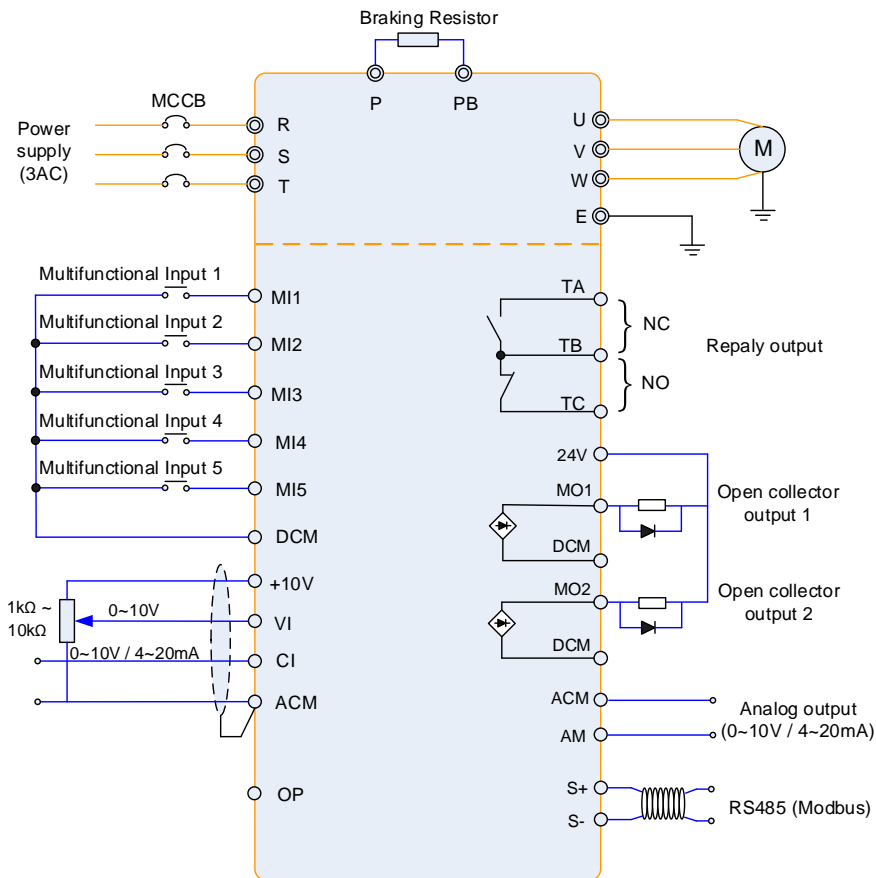 Braking Resistor
P
PB
MCCB
Power
supply
(3AC)
R
S
T
U
V
W
E
M
Multifunctional Input 1
MI1
Multifunctional Input 2
MI2
Multifunctional Input 3
MI3
Multifunctional Input 4
MI4
Multifunctional Input 5
MI5
DCM
+10V
1kΩ ~
10kΩ
0~10V
VI
0~10V / 4~20mA
CI
ACM
OP
TA
NC
TB
Repaly output
NO
TC
24V
MO1
Open collector
output 1
DCM
MO2
Open collector
output 2
DCM
ACM
Analog output
(0~10V / 4~20mA)
AM
S+
RS485 (Modbus)
S-